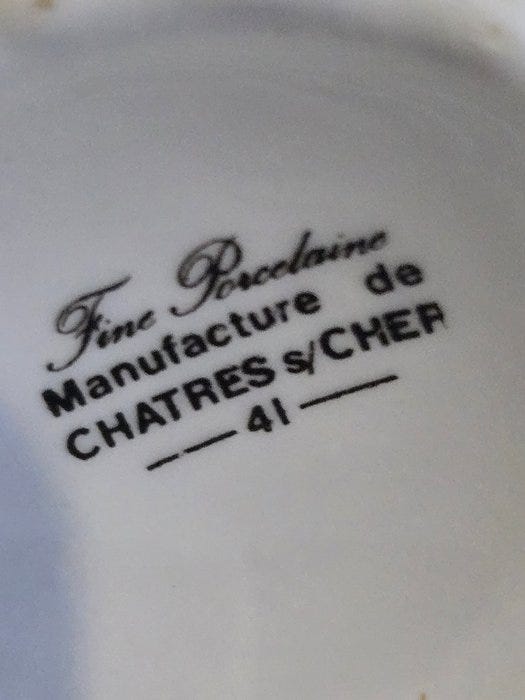 Fine Porcelaine
Manufacture de
CHATRES s/CHER
— 41 —